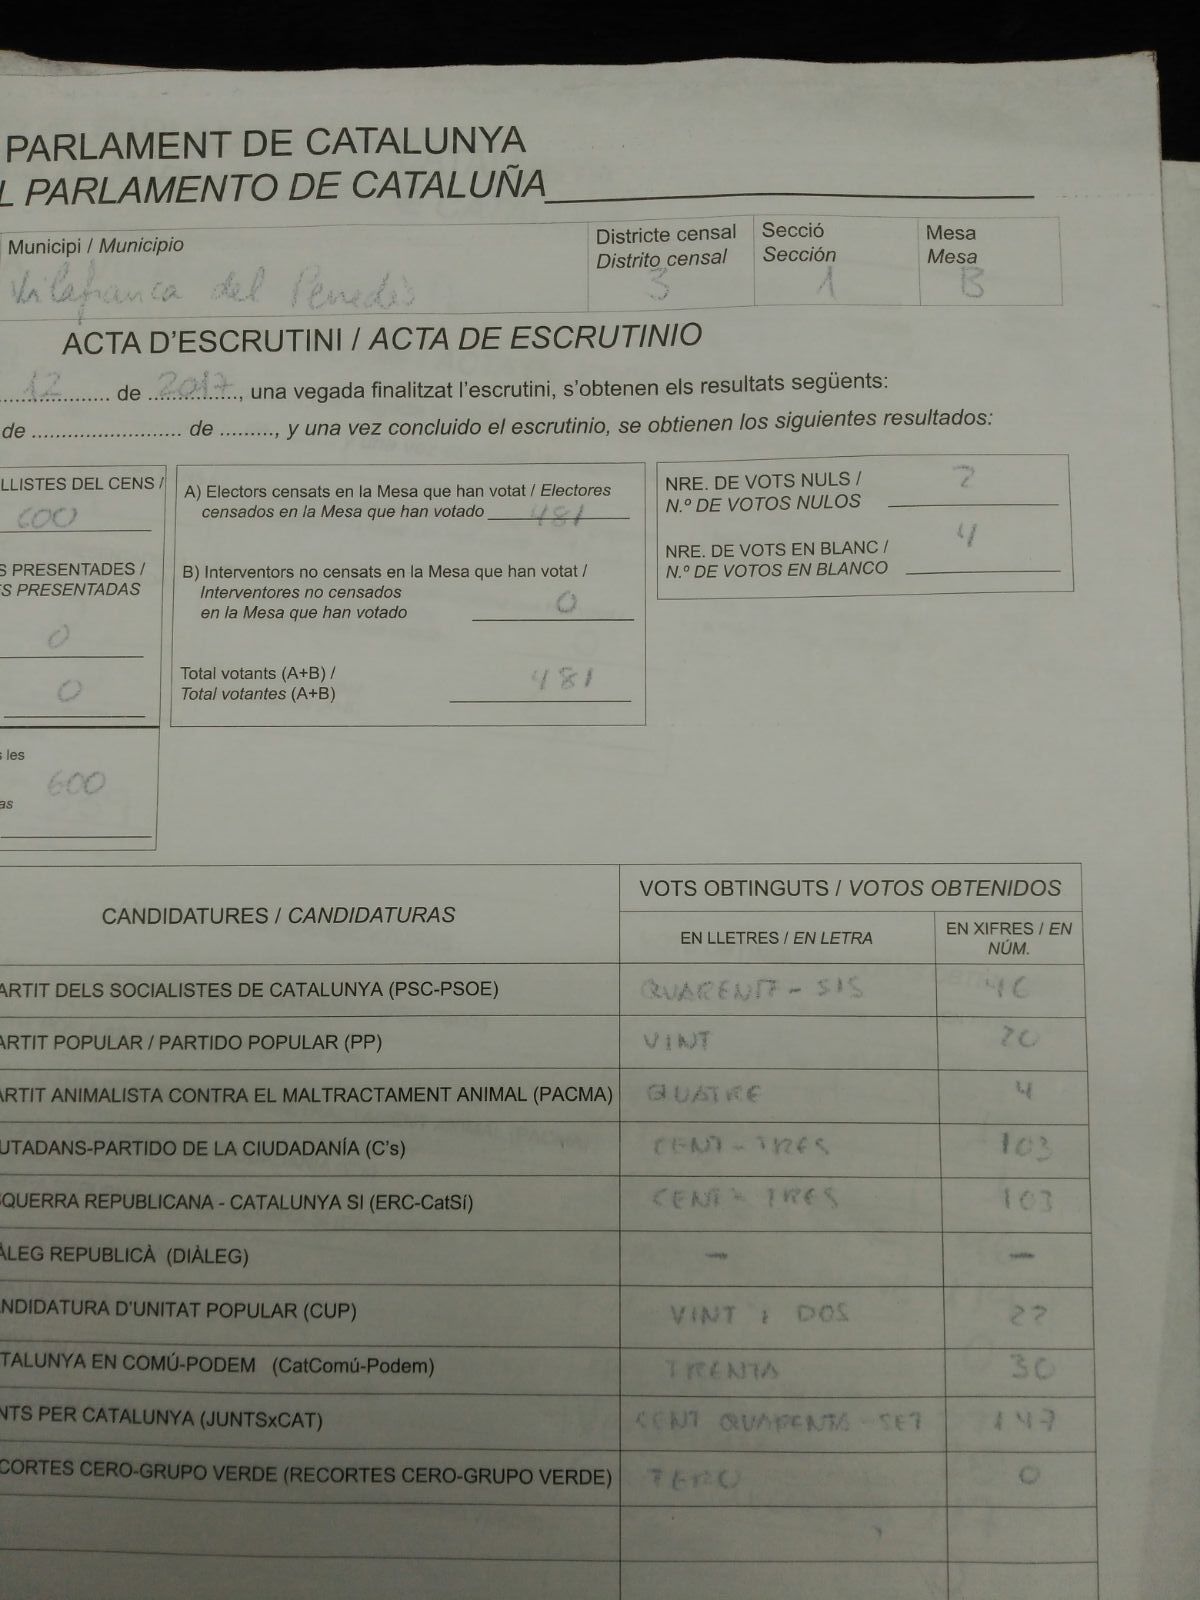 PARLAMENT DE CATALUNYA
L PARLAMENTO DE CATALUÑA
Municipi / Municipio
Vilafranca del Penedès
Districte censal
Distrito censal
3
Secció
Sección
1
Mesa
Mesa
B
ACTA D'ESCRUTINI / ACTA DE ESCRUTINIO
12 de 2017, una vegada finalitzat l'escrutini, s'obtenen els resultats següents:
de .......................... de ........., y una vez concluido el escrutinio, se obtienen los siguientes resultados:
LLISTES DEL CENS /
600
S PRESENTADES /
ES PRESENTADAS
0
0
s les
600
as
A) Electors censats en la Mesa que han votat / Electores
censados en la Mesa que han votado 481
B) Interventors no censats en la Mesa que han votat /
Interventores no censados
en la Mesa que han votado 0
Total votants (A+B) /
Total votantes (A+B) 481
NRE. DE VOTS NULS /
N.º DE VOTOS NULOS 2
NRE. DE VOTS EN BLANC /
N.º DE VOTOS EN BLANCO 4
CANDIDATURES / CANDIDATURAS
VOTS OBTINGUTS / VOTOS OBTENIDOS
EN LLETRES / EN LETRA
EN XIFRES / EN
NÚM.
ARTIT DELS SOCIALISTES DE CATALUNYA (PSC-PSOE) QUARENTA-SIS 46
ARTIT POPULAR / PARTIDO POPULAR (PP) VINT 20
ARTIT ANIMALISTA CONTRA EL MALTRACTAMENT ANIMAL (PACMA) QUATRE 4
UTADANS-PARTIDO DE LA CIUDADANÍA (C's) CENT-TRES 103
SQUERRA REPUBLICANA - CATALUNYA SI (ERC-CatSí) CENT-TRES 103
ÀLEG REPUBLICÀ (DIÀLEG) — —
NDIDATURA D'UNITAT POPULAR (CUP) VINT I DOS 22
TALUNYA EN COMÚ-PODEM (CatComú-Podem) TRENTA 30
NTS PER CATALUNYA (JUNTSxCAT) CENT QUARENTA-SET 147
CORTES CERO-GRUPO VERDE (RECORTES CERO-GRUPO VERDE) ZERO 0